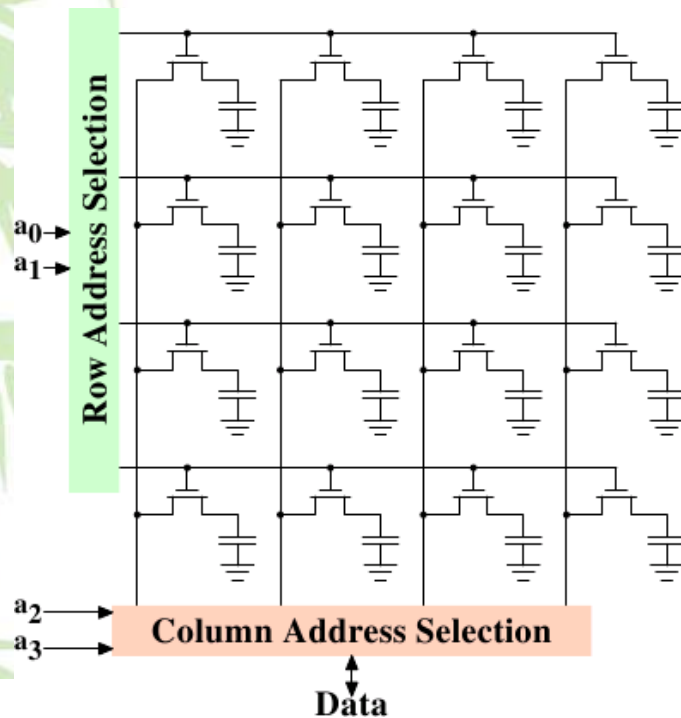 Row Address Selection
a0
a1
a2
a3
Column Address Selection
Data